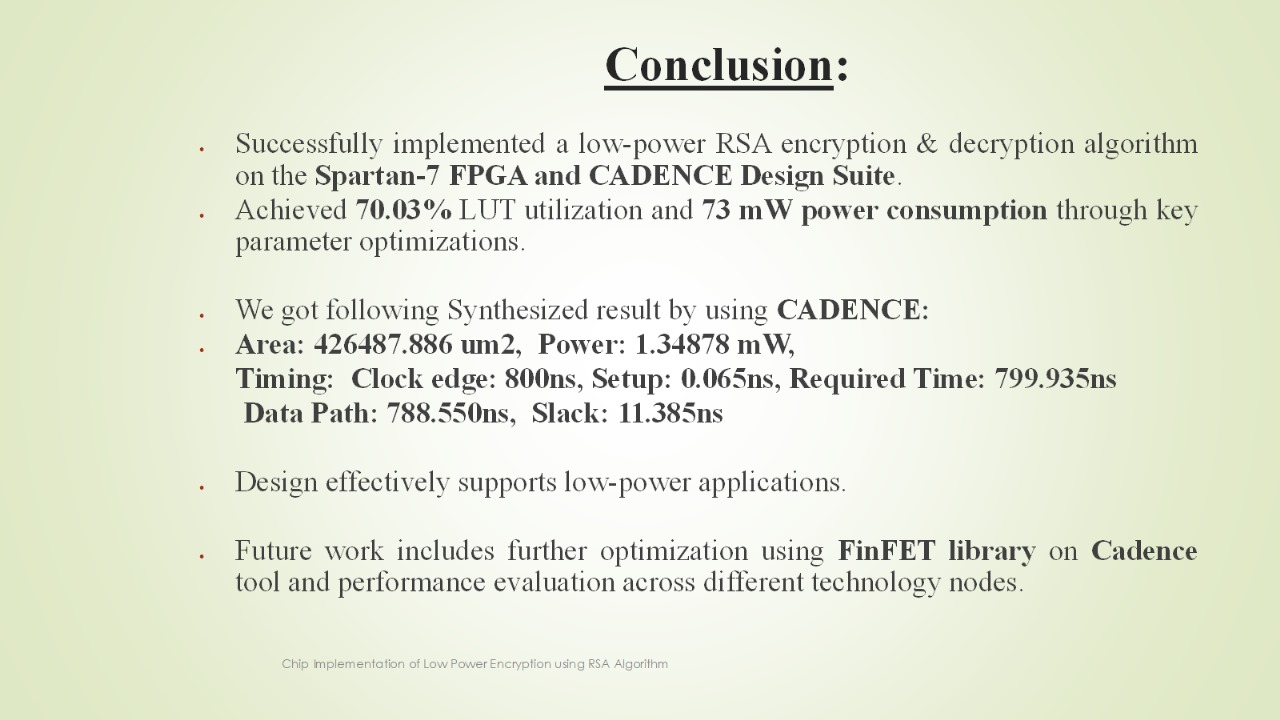 Conclusion:
• Successfully implemented a low-power RSA encryption & decryption algorithm
on the Spartan-7 FPGA and CADENCE Design Suite.
• Achieved 70.03% LUT utilization and 73 mW power consumption through key
parameter optimizations.
• We got following Synthesized result by using CADENCE:
• Area: 426487.886 um2, Power: 1.34878 mW,
Timing: Clock edge: 800ns, Setup: 0.065ns, Required Time: 799.935ns
Data Path: 788.550ns, Slack: 11.385ns
• Design effectively supports low-power applications.
• Future work includes further optimization using FinFET library on Cadence
tool and performance evaluation across different technology nodes.
Chip Implementation of Low Power Encryption using RSA Algorithm